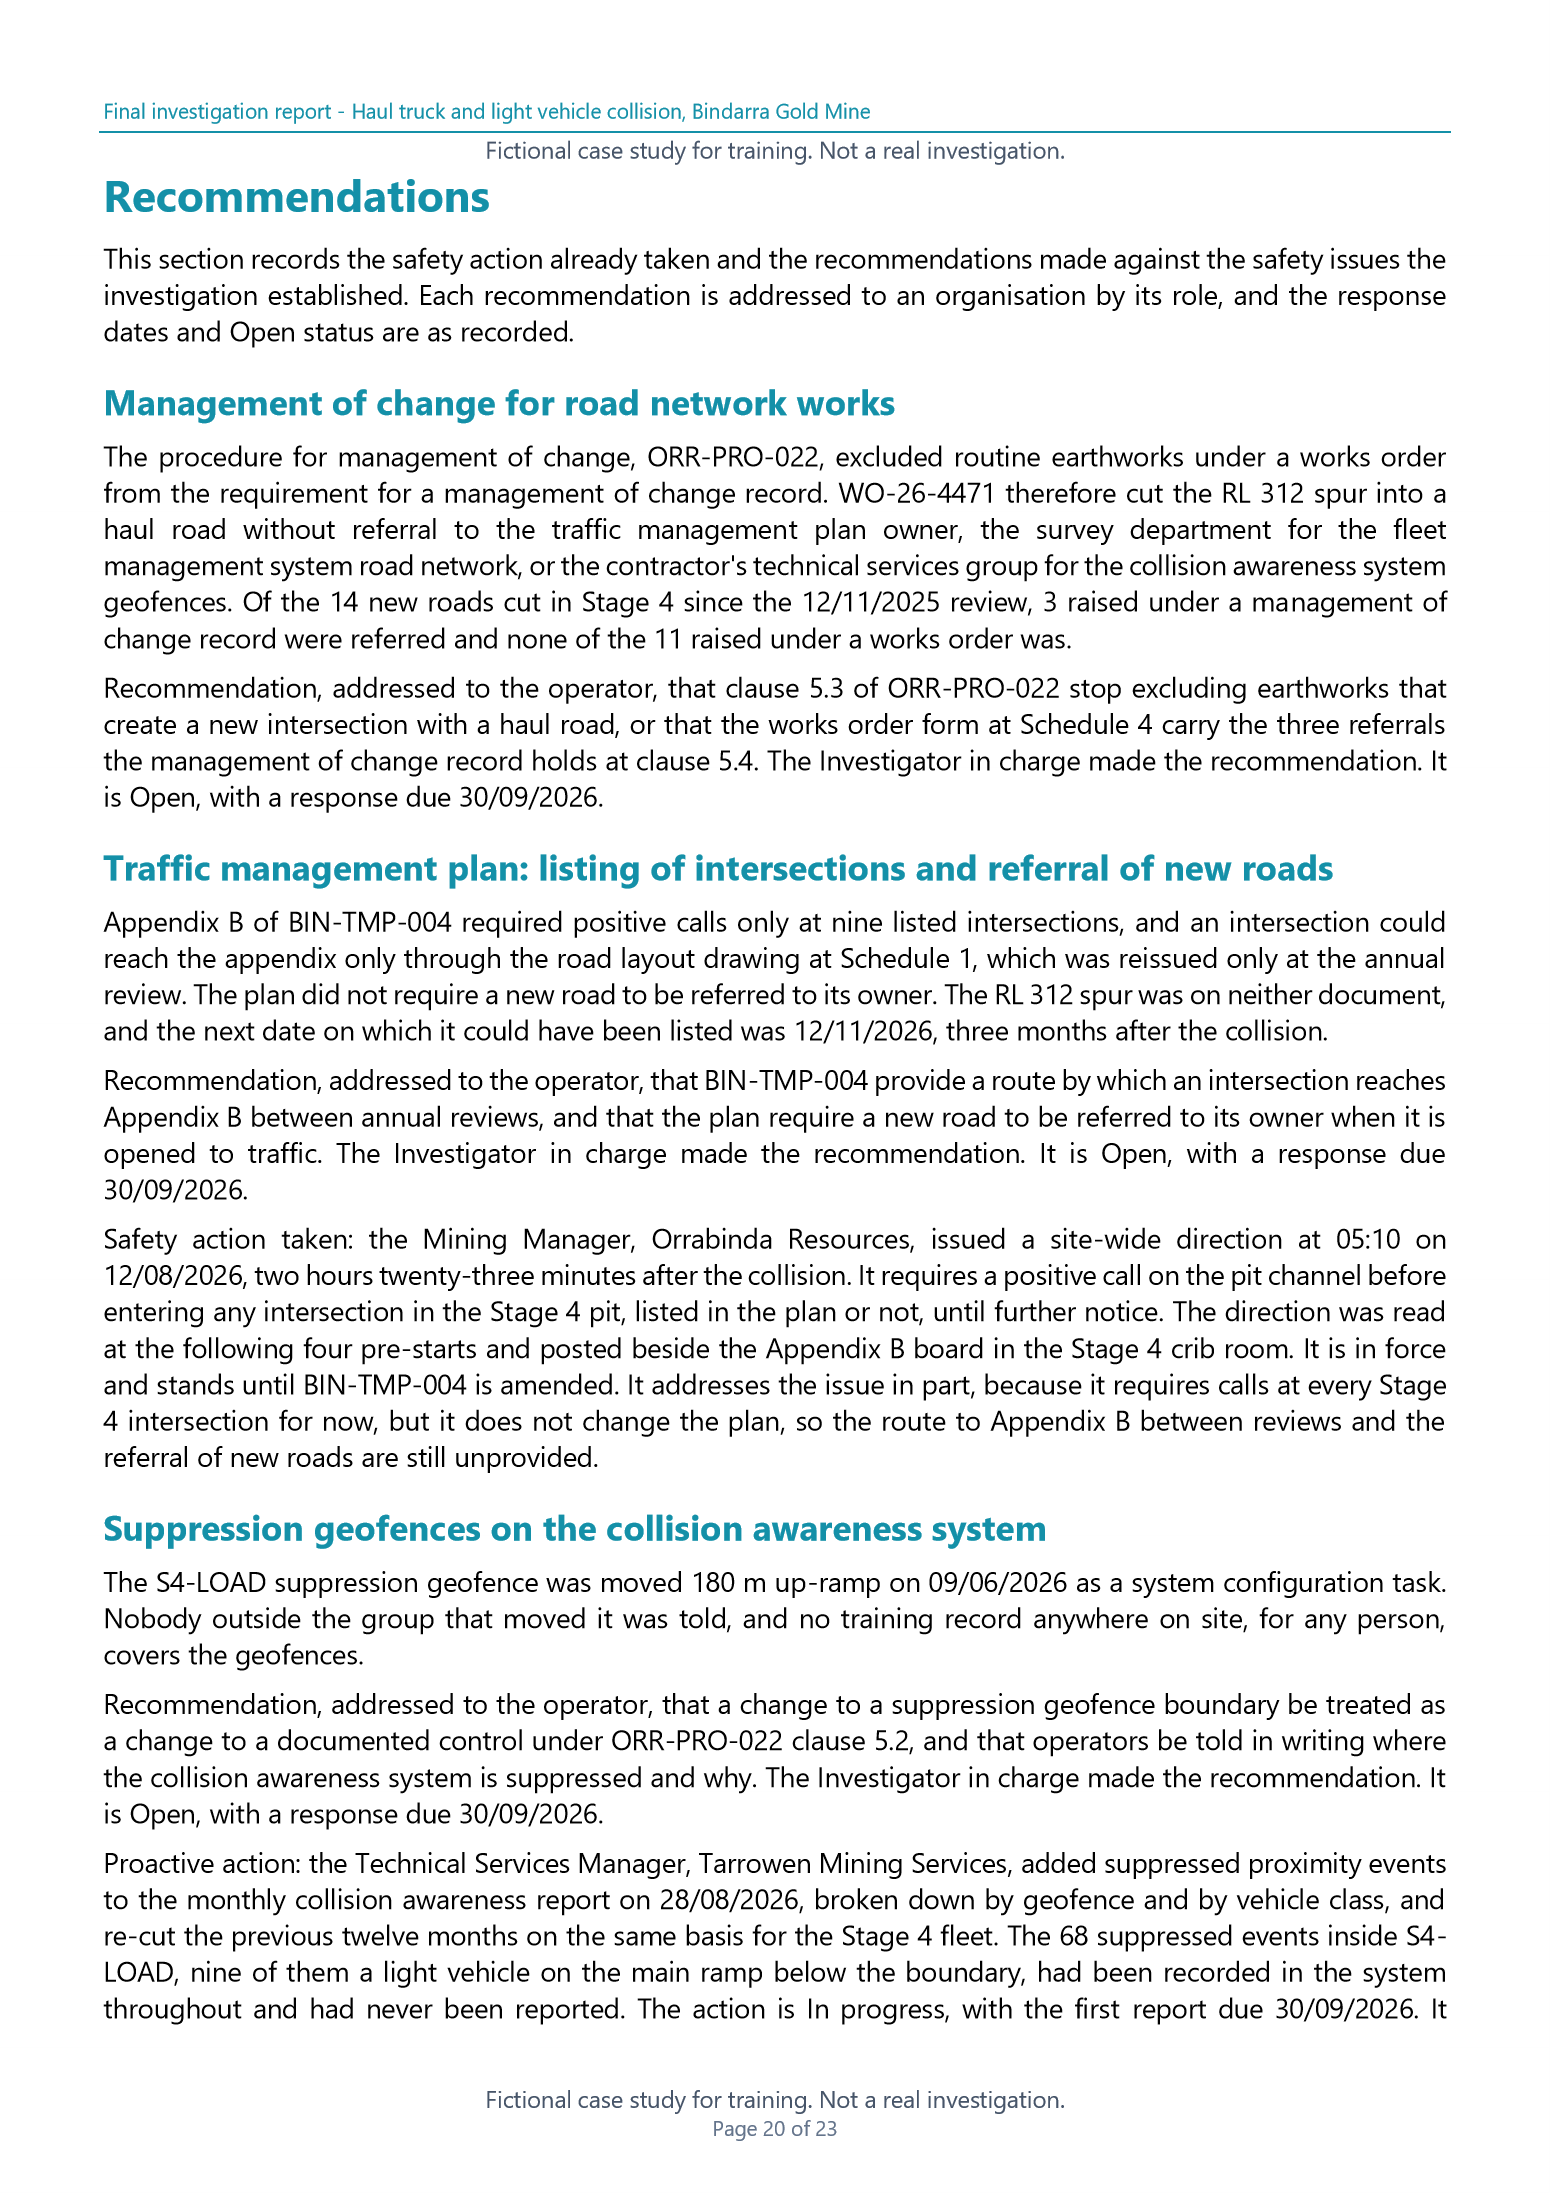 Final investigation report - Haul truck and light vehicle collision, Bindarra Gold Mine
Fictional case study for training. Not a real investigation.
Recommendations
This section records the safety action already taken and the recommendations made against the safety issues the
investigation established. Each recommendation is addressed to an organisation by its role, and the response
dates and Open status are as recorded.
Management of change for road network works
The procedure for management of change, ORR-PRO-022, excluded routine earthworks under a works order
from the requirement for a management of change record. WO-26-4471 therefore cut the RL 312 spur into a
haul road without referral to the traffic management plan owner, the survey department for the fleet
management system road network, or the contractor's technical services group for the collision awareness system
geofences. Of the 14 new roads cut in Stage 4 since the 12/11/2025 review, 3 raised under a management of
change record were referred and none of the 11 raised under a works order was.
Recommendation, addressed to the operator, that clause 5.3 of ORR-PRO-022 stop excluding earthworks that
create a new intersection with a haul road, or that the works order form at Schedule 4 carry the three referrals
the management of change record holds at clause 5.4. The Investigator in charge made the recommendation. It
is Open, with a response due 30/09/2026.
Traffic management plan: listing of intersections and referral of new roads
Appendix B of BIN-TMP-004 required positive calls only at nine listed intersections, and an intersection could
reach the appendix only through the road layout drawing at Schedule 1, which was reissued only at the annual
review. The plan did not require a new road to be referred to its owner. The RL 312 spur was on neither document,
and the next date on which it could have been listed was 12/11/2026, three months after the collision.
Recommendation, addressed to the operator, that BIN-TMP-004 provide a route by which an intersection reaches
Appendix B between annual reviews, and that the plan require a new road to be referred to its owner when it is
opened to traffic. The Investigator in charge made the recommendation. It is Open, with a response due
30/09/2026.
Safety action taken: the Mining Manager, Orrabinda Resources, issued a site-wide direction at 05:10 on
12/08/2026, two hours twenty-three minutes after the collision. It requires a positive call on the pit channel before
entering any intersection in the Stage 4 pit, listed in the plan or not, until further notice. The direction was read
at the following four pre-starts and posted beside the Appendix B board in the Stage 4 crib room. It is in force
and stands until BIN-TMP-004 is amended. It addresses the issue in part, because it requires calls at every Stage
4 intersection for now, but it does not change the plan, so the route to Appendix B between reviews and the
referral of new roads are still unprovided.
Suppression geofences on the collision awareness system
The S4-LOAD suppression geofence was moved 180 m up-ramp on 09/06/2026 as a system configuration task.
Nobody outside the group that moved it was told, and no training record anywhere on site, for any person,
covers the geofences.
Recommendation, addressed to the operator, that a change to a suppression geofence boundary be treated as
a change to a documented control under ORR-PRO-022 clause 5.2, and that operators be told in writing where
the collision awareness system is suppressed and why. The Investigator in charge made the recommendation. It
is Open, with a response due 30/09/2026.
Proactive action: the Technical Services Manager, Tarrowen Mining Services, added suppressed proximity events
to the monthly collision awareness report on 28/08/2026, broken down by geofence and by vehicle class, and
re-cut the previous twelve months on the same basis for the Stage 4 fleet. The 68 suppressed events inside S4-
LOAD, nine of them a light vehicle on the main ramp below the boundary, had been recorded in the system
throughout and had never been reported. The action is In progress, with the first report due 30/09/2026. It
Fictional case study for training. Not a real investigation.
Page 20 of 23